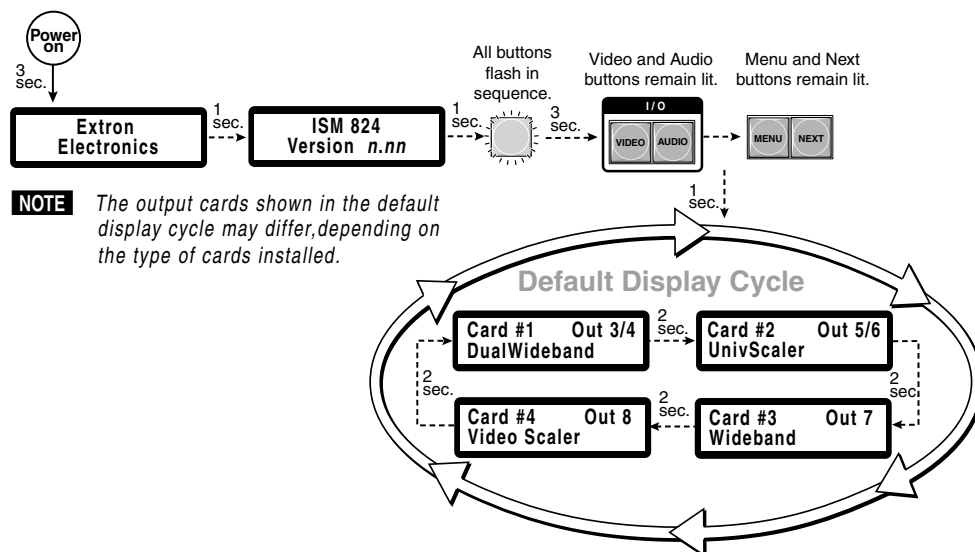 Power
on
3
sec.
Extron
Electronics
1
sec.
ISM 824
Version n.nn
1
sec.
All buttons
flash in
sequence.
3
sec.
Video and Audio
buttons remain lit.
I / O
VIDEO AUDIO
Menu and Next
buttons remain lit.
MENU NEXT
1
sec.
NOTE The output cards shown in the default
display cycle may differ,depending on
the type of cards installed.
Default Display Cycle
Card #1 Out 3/4
DualWideband
2
sec.
Card #2 Out 5/6
UnivScaler
2
sec.
Card #3 Out 7
Wideband
2
sec.
Card #4 Out 8
Video Scaler
2
sec.